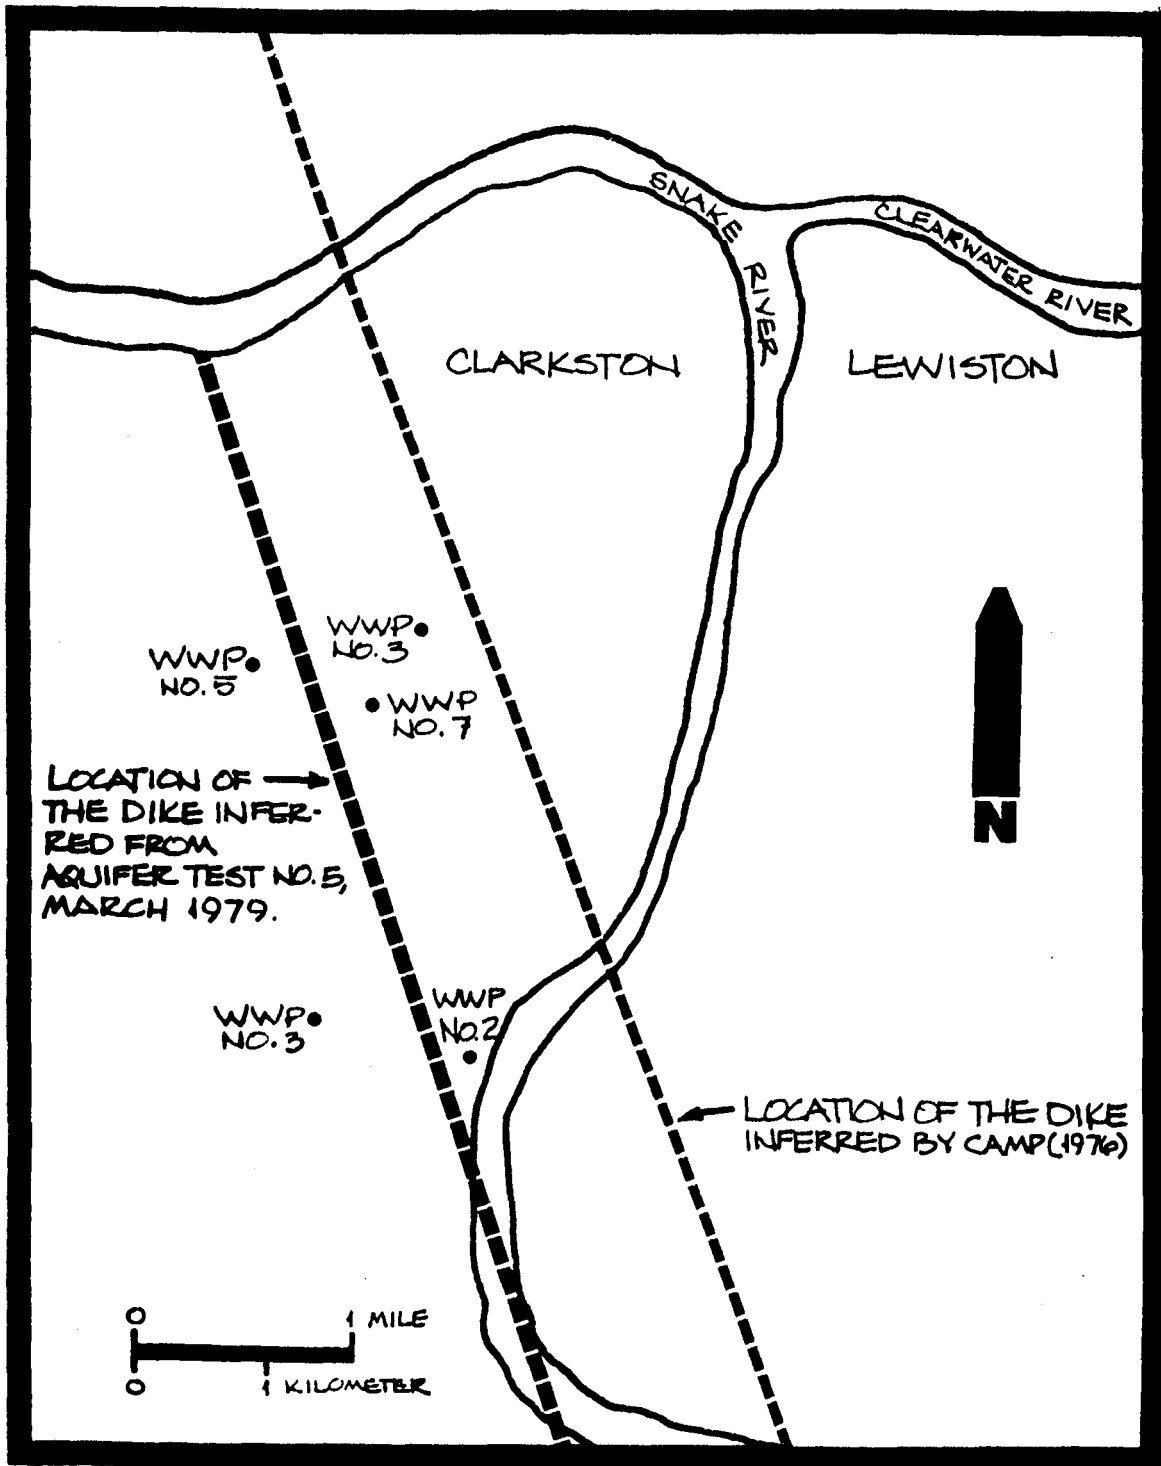 SNAKE
RIVER
CLEARWATER RIVER
CLARKSTON
LEWISTON
WWP
NO. 3
WWP
NO. 5
WWP
NO. 7
LOCATION OF
THE DIKE INFER-
RED FROM
AQUIFER TEST NO. 5,
MARCH 1979.
N
WWP
NO. 2
WWP
NO. 3
LOCATION OF THE DIKE
INFERRED BY CAMP (1976)
0 1 MILE
0 1 KILOMETER